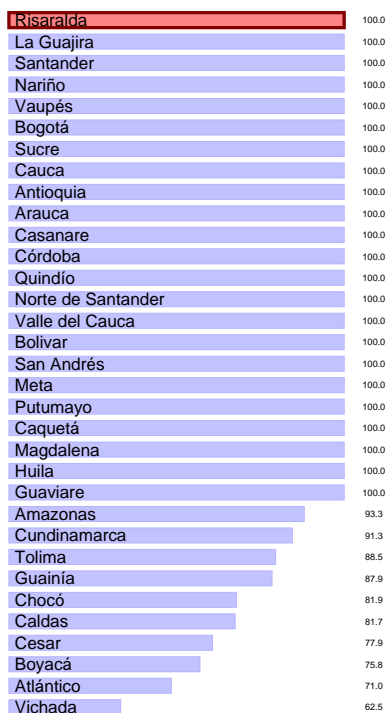 Risaralda 100.0
La Guajira 100.0
Santander 100.0
Nariño 100.0
Vaupés 100.0
Bogotá 100.0
Sucre 100.0
Cauca 100.0
Antioquia 100.0
Arauca 100.0
Casanare 100.0
Córdoba 100.0
Quindío 100.0
Norte de Santander 100.0
Valle del Cauca 100.0
Bolivar 100.0
San Andrés 100.0
Meta 100.0
Putumayo 100.0
Caquetá 100.0
Magdalena 100.0
Huila 100.0
Guaviare 100.0
Amazonas 93.3
Cundinamarca 91.3
Tolima 88.5
Guainía 87.9
Chocó 81.9
Caldas 81.7
Cesar 77.9
Boyacá 75.8
Atlántico 71.0
Vichada 62.5